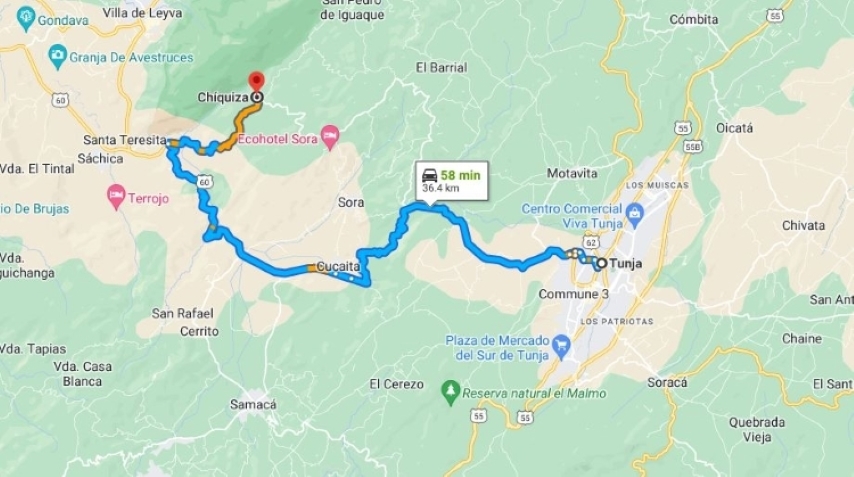 Villa de Leyva
San Pedro
de Iguaque
Gondava
Cómbita
55
Granja De Avestruces
El Barrial
60
Chíquiza
55
55B
Oicatá
Santa Teresita
Ecohotel Sora
Sáchica
Vda. El Tintal
60
58 min
36.4 km
Motavita
LOS MUISCAS
Terrojo
Sora
Centro Comercial
Viva Tunja
rio De Brujas
Chivata
62
Vda.
guichanga
Cucaita
Tunja
Commune 3
San Ant
San Rafael
LOS PATRIOTAS
Cerrito
Plaza de Mercado
del Sur de Tunja
Chaine
Vda. Tapias
Vda. Casa
Blanca
El Cerezo
Reserva natural el Malmo
Soracá
El Sant
Samacá
55
55
Quebrada
Vieja